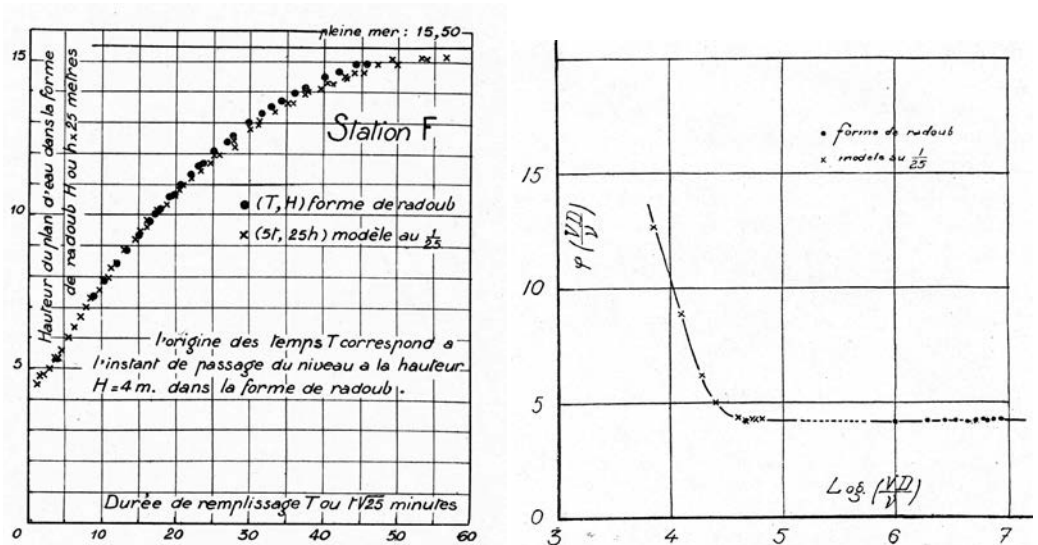 pleine mer : 15,50
Hauteur du plan d'eau dans la forme
de radoub H ou h x 25 mètres
15
10
5
Station F
● (T, H) forme de radoub
× (5t, 25h) modèle au 1/25
l'origine des temps T correspond a
l'instant de passage du niveau a la hauteur
H = 4 m. dans la forme de radoub.
Durée de remplissage T ou t√25 minutes
0 10 20 30 40 50 60
φ (VD/ν)
15
10
5
0
• forme de radoub
× modèle au 1/25
Log. (VD/ν)
3 4 5 6 7